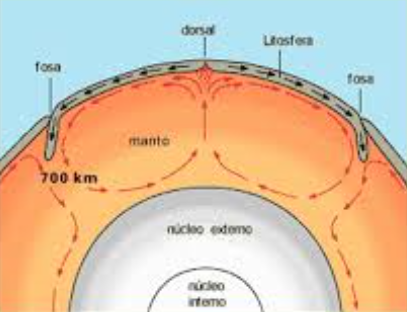 dorsal
Litosfera
fosa
fosa
manto
700 km
núcleo externo
núcleo
interno